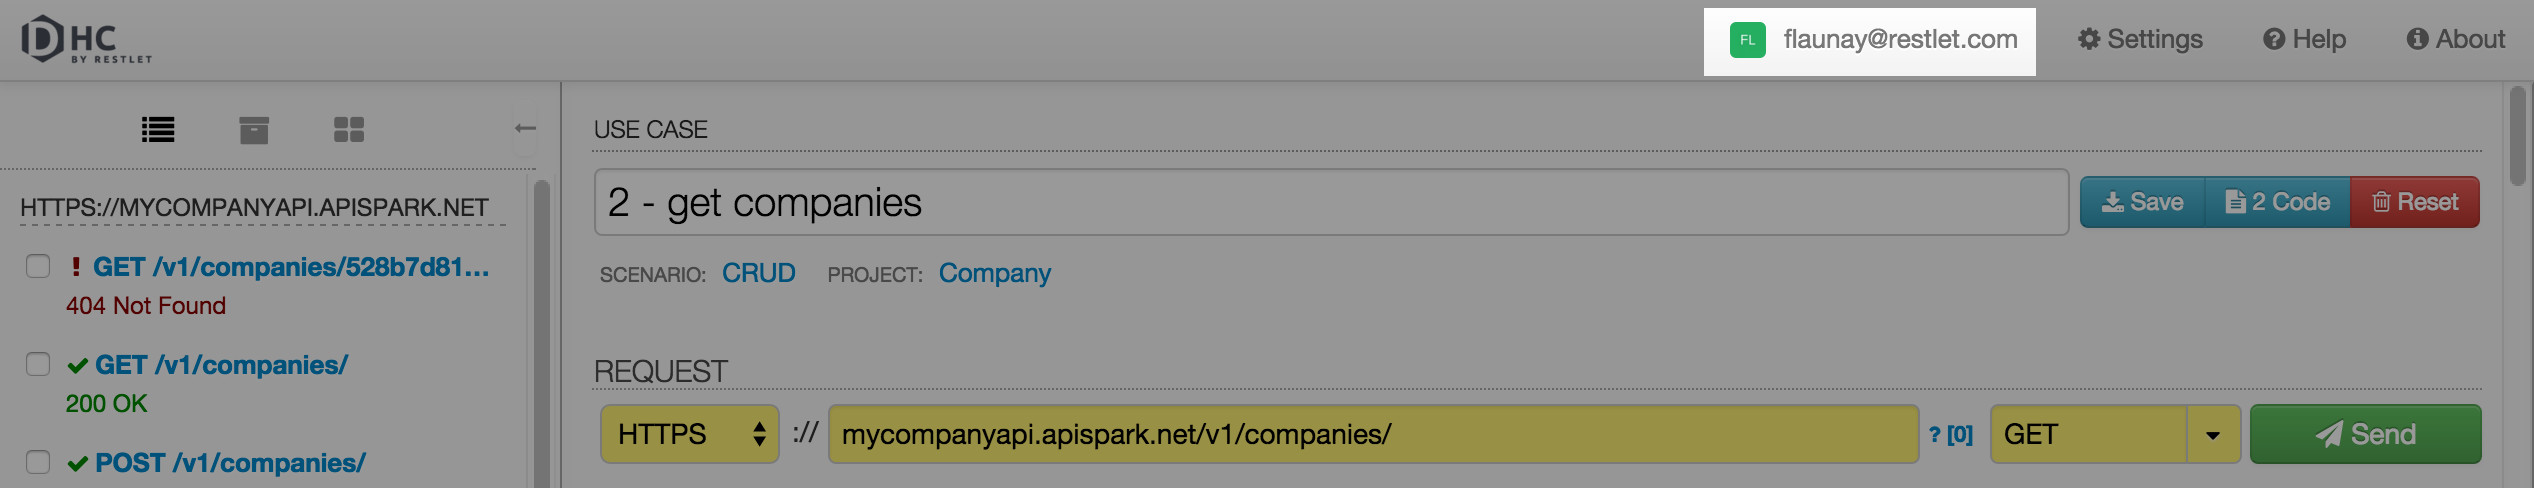 DHC
BY RESTLET
FL flaunay@restlet.com Settings Help About
HTTPS://MYCOMPANYAPI.APISPARK.NET
! GET /v1/companies/528b7d81...
404 Not Found
GET /v1/companies/
200 OK
POST /v1/companies/
USE CASE
2 - get companies Save 2 Code Reset
SCENARIO: CRUD PROJECT: Company
REQUEST
HTTPS :// mycompanyapi.apispark.net/v1/companies/ ? [0] GET Send